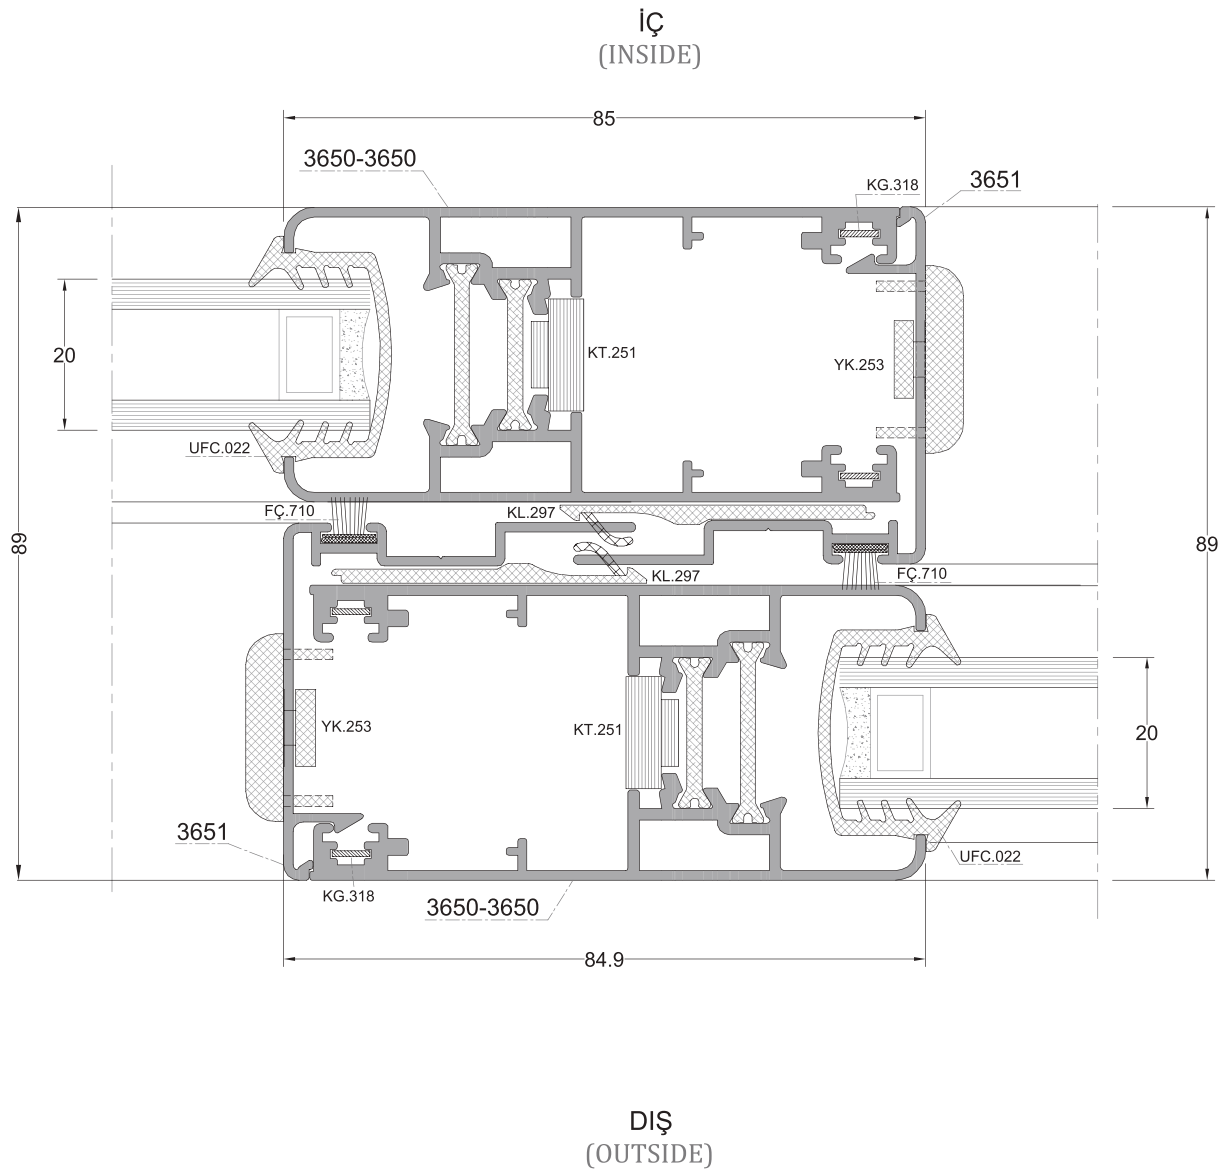 İÇ
(INSIDE)
85
3650-3650
KG.318
3651
20
KT.251
YK.253
UFC.022
FÇ.710
KL.297
89
89
KL.297
FÇ.710
YK.253
KT.251
20
3651
UFC.022
KG.318
3650-3650
84.9
DIŞ
(OUTSIDE)